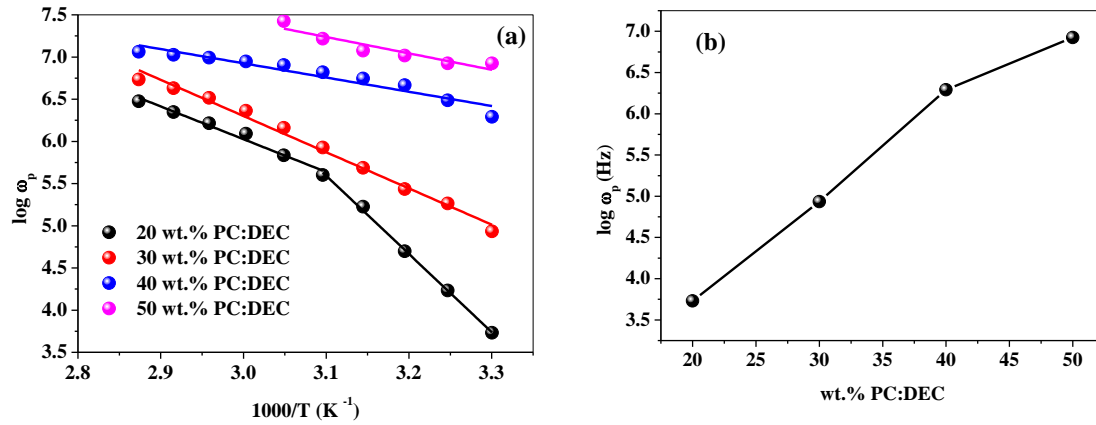 (a)
7.5
7.0
6.5
6.0
5.5
5.0
4.5
4.0
3.5
log ωp
20 wt.% PC:DEC
30 wt.% PC:DEC
40 wt.% PC:DEC
50 wt.% PC:DEC
2.8 2.9 3.0 3.1 3.2 3.3
1000/T (K -1)
(b)
7.0
6.5
6.0
5.5
5.0
4.5
4.0
3.5
log ωp (Hz)
20 25 30 35 40 45 50
wt.% PC:DEC